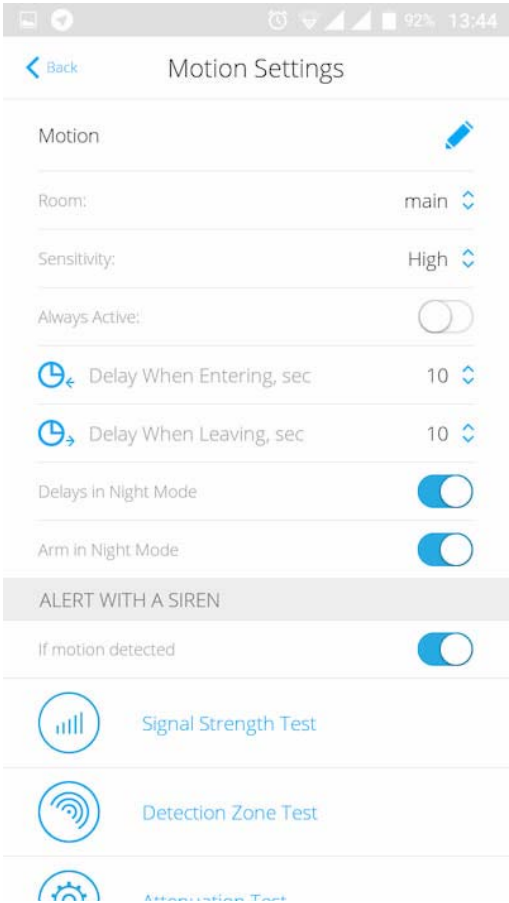 92% 13:44
Back Motion Settings
Motion
Room: main
Sensitivity: High
Always Active:
Delay When Entering, sec 10
Delay When Leaving, sec 10
Delays in Night Mode
Arm in Night Mode
ALERT WITH A SIREN
If motion detected
Signal Strength Test
Detection Zone Test
Attenuation Test